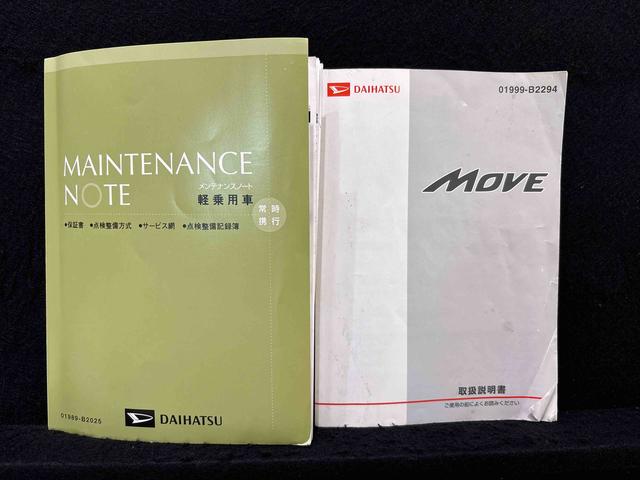 MAINTENANCE
NOTE
メンテナンスノート
軽乗用車
常時
携行
●保証書 ●点検整備方式 ●サービス網 ●点検整備記録簿
01989-B2025
DAIHATSU
DAIHATSU
01999-B2294
MOVE
取扱説明書
ご使用の前によくお読みください